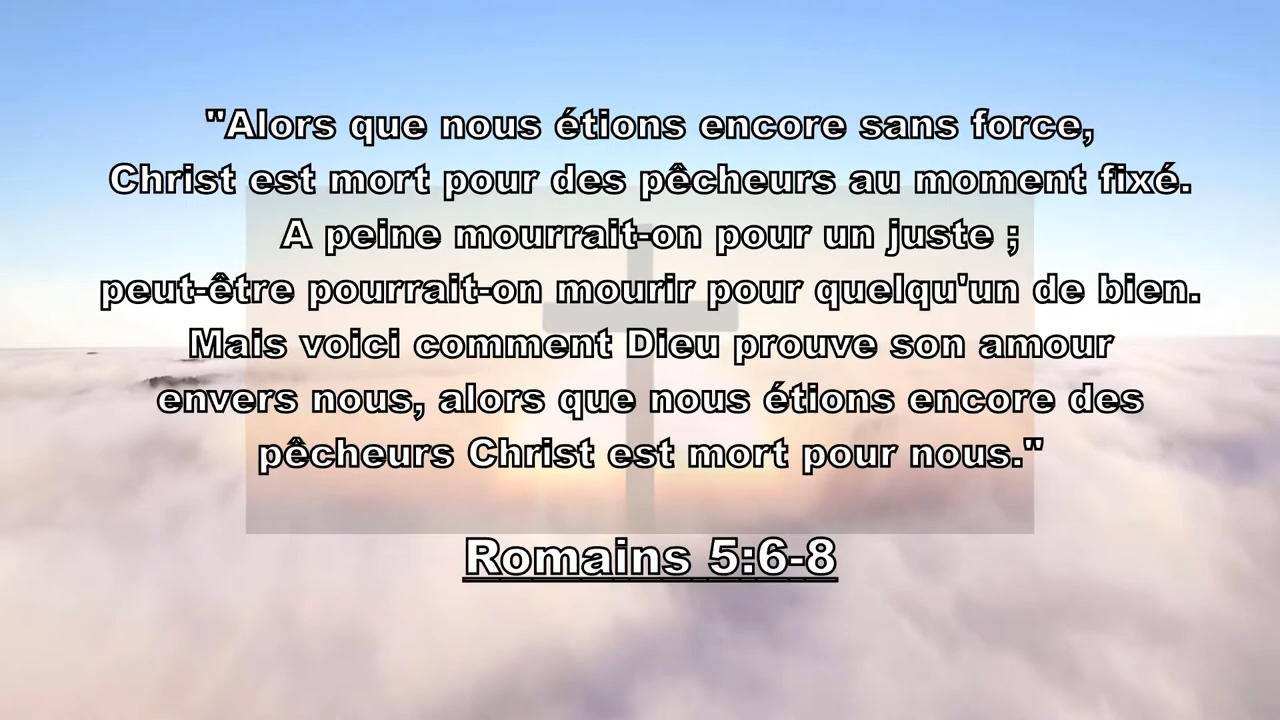 "Alors que nous étions encore sans force,
Christ est mort pour des pêcheurs au moment fixé.
A peine mourrait-on pour un juste ;
peut-être pourrait-on mourir pour quelqu'un de bien.
Mais voici comment Dieu prouve son amour
envers nous, alors que nous étions encore des
pêcheurs Christ est mort pour nous."
Romains 5:6-8